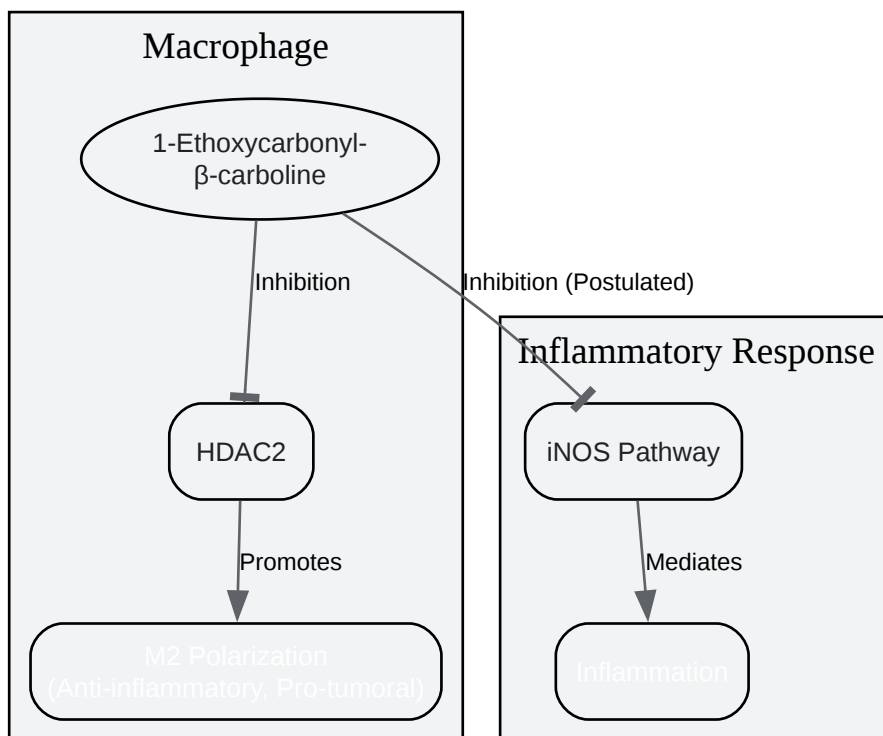 Macrophage
1-Ethoxycarbonyl-
β-carboline
Inhibition
Inhibition (Postulated)
Inflammatory Response
HDAC2
iNOS Pathway
Promotes
Mediates
M2 Polarization
(Anti-inflammatory, Pro-tumoral)
Inflammation